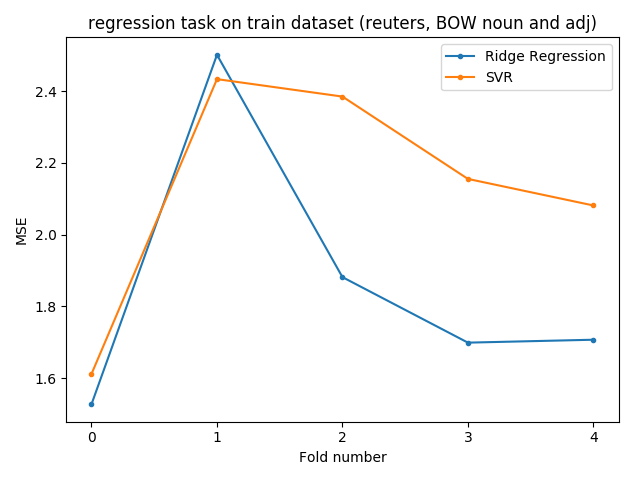 regression task on train dataset (reuters, BOW noun and adj)
Ridge Regression
SVR
MSE
2.4
2.2
2.0
1.8
1.6
0 1 2 3 4
Fold number